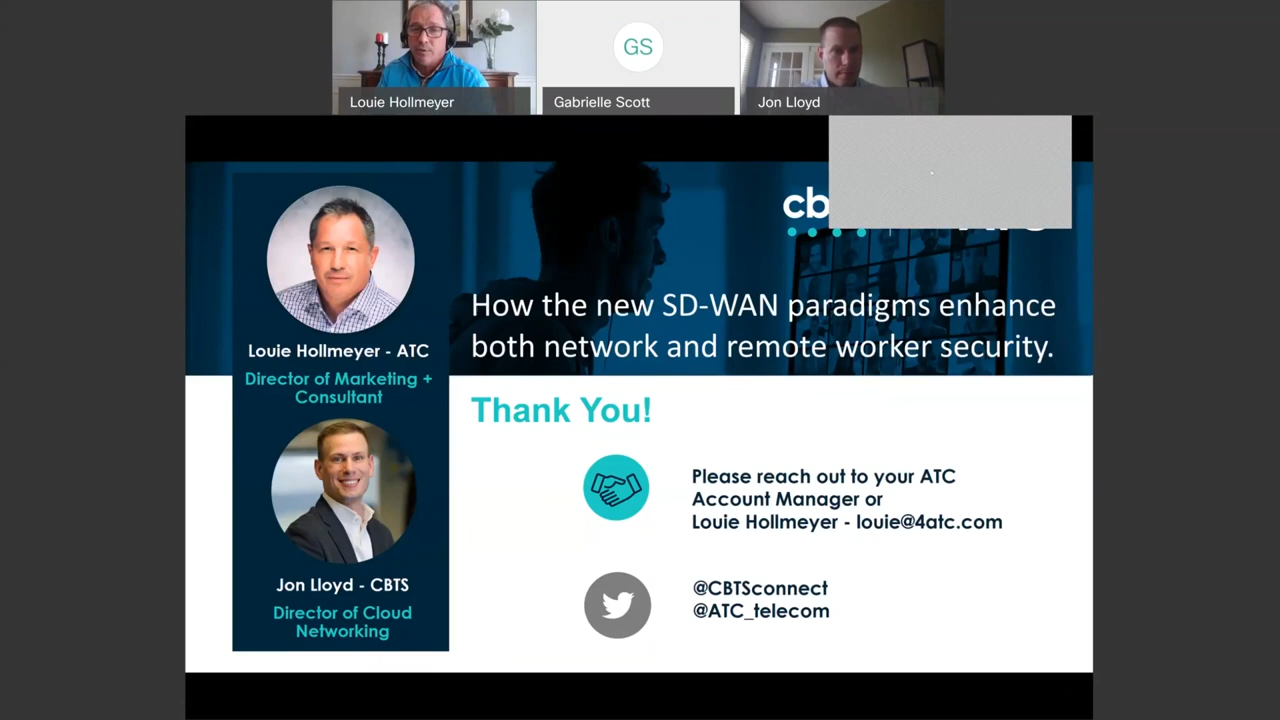 Louie Hollmeyer
GS
Gabrielle Scott
Jon Lloyd
cb
How the new SD-WAN paradigms enhance
both network and remote worker security.
Louie Hollmeyer - ATC
Director of Marketing +
Consultant
Jon Lloyd - CBTS
Director of Cloud
Networking
Thank You!
Please reach out to your ATC
Account Manager or
Louie Hollmeyer - louie@4atc.com
@CBTSconnect
@ATC_telecom